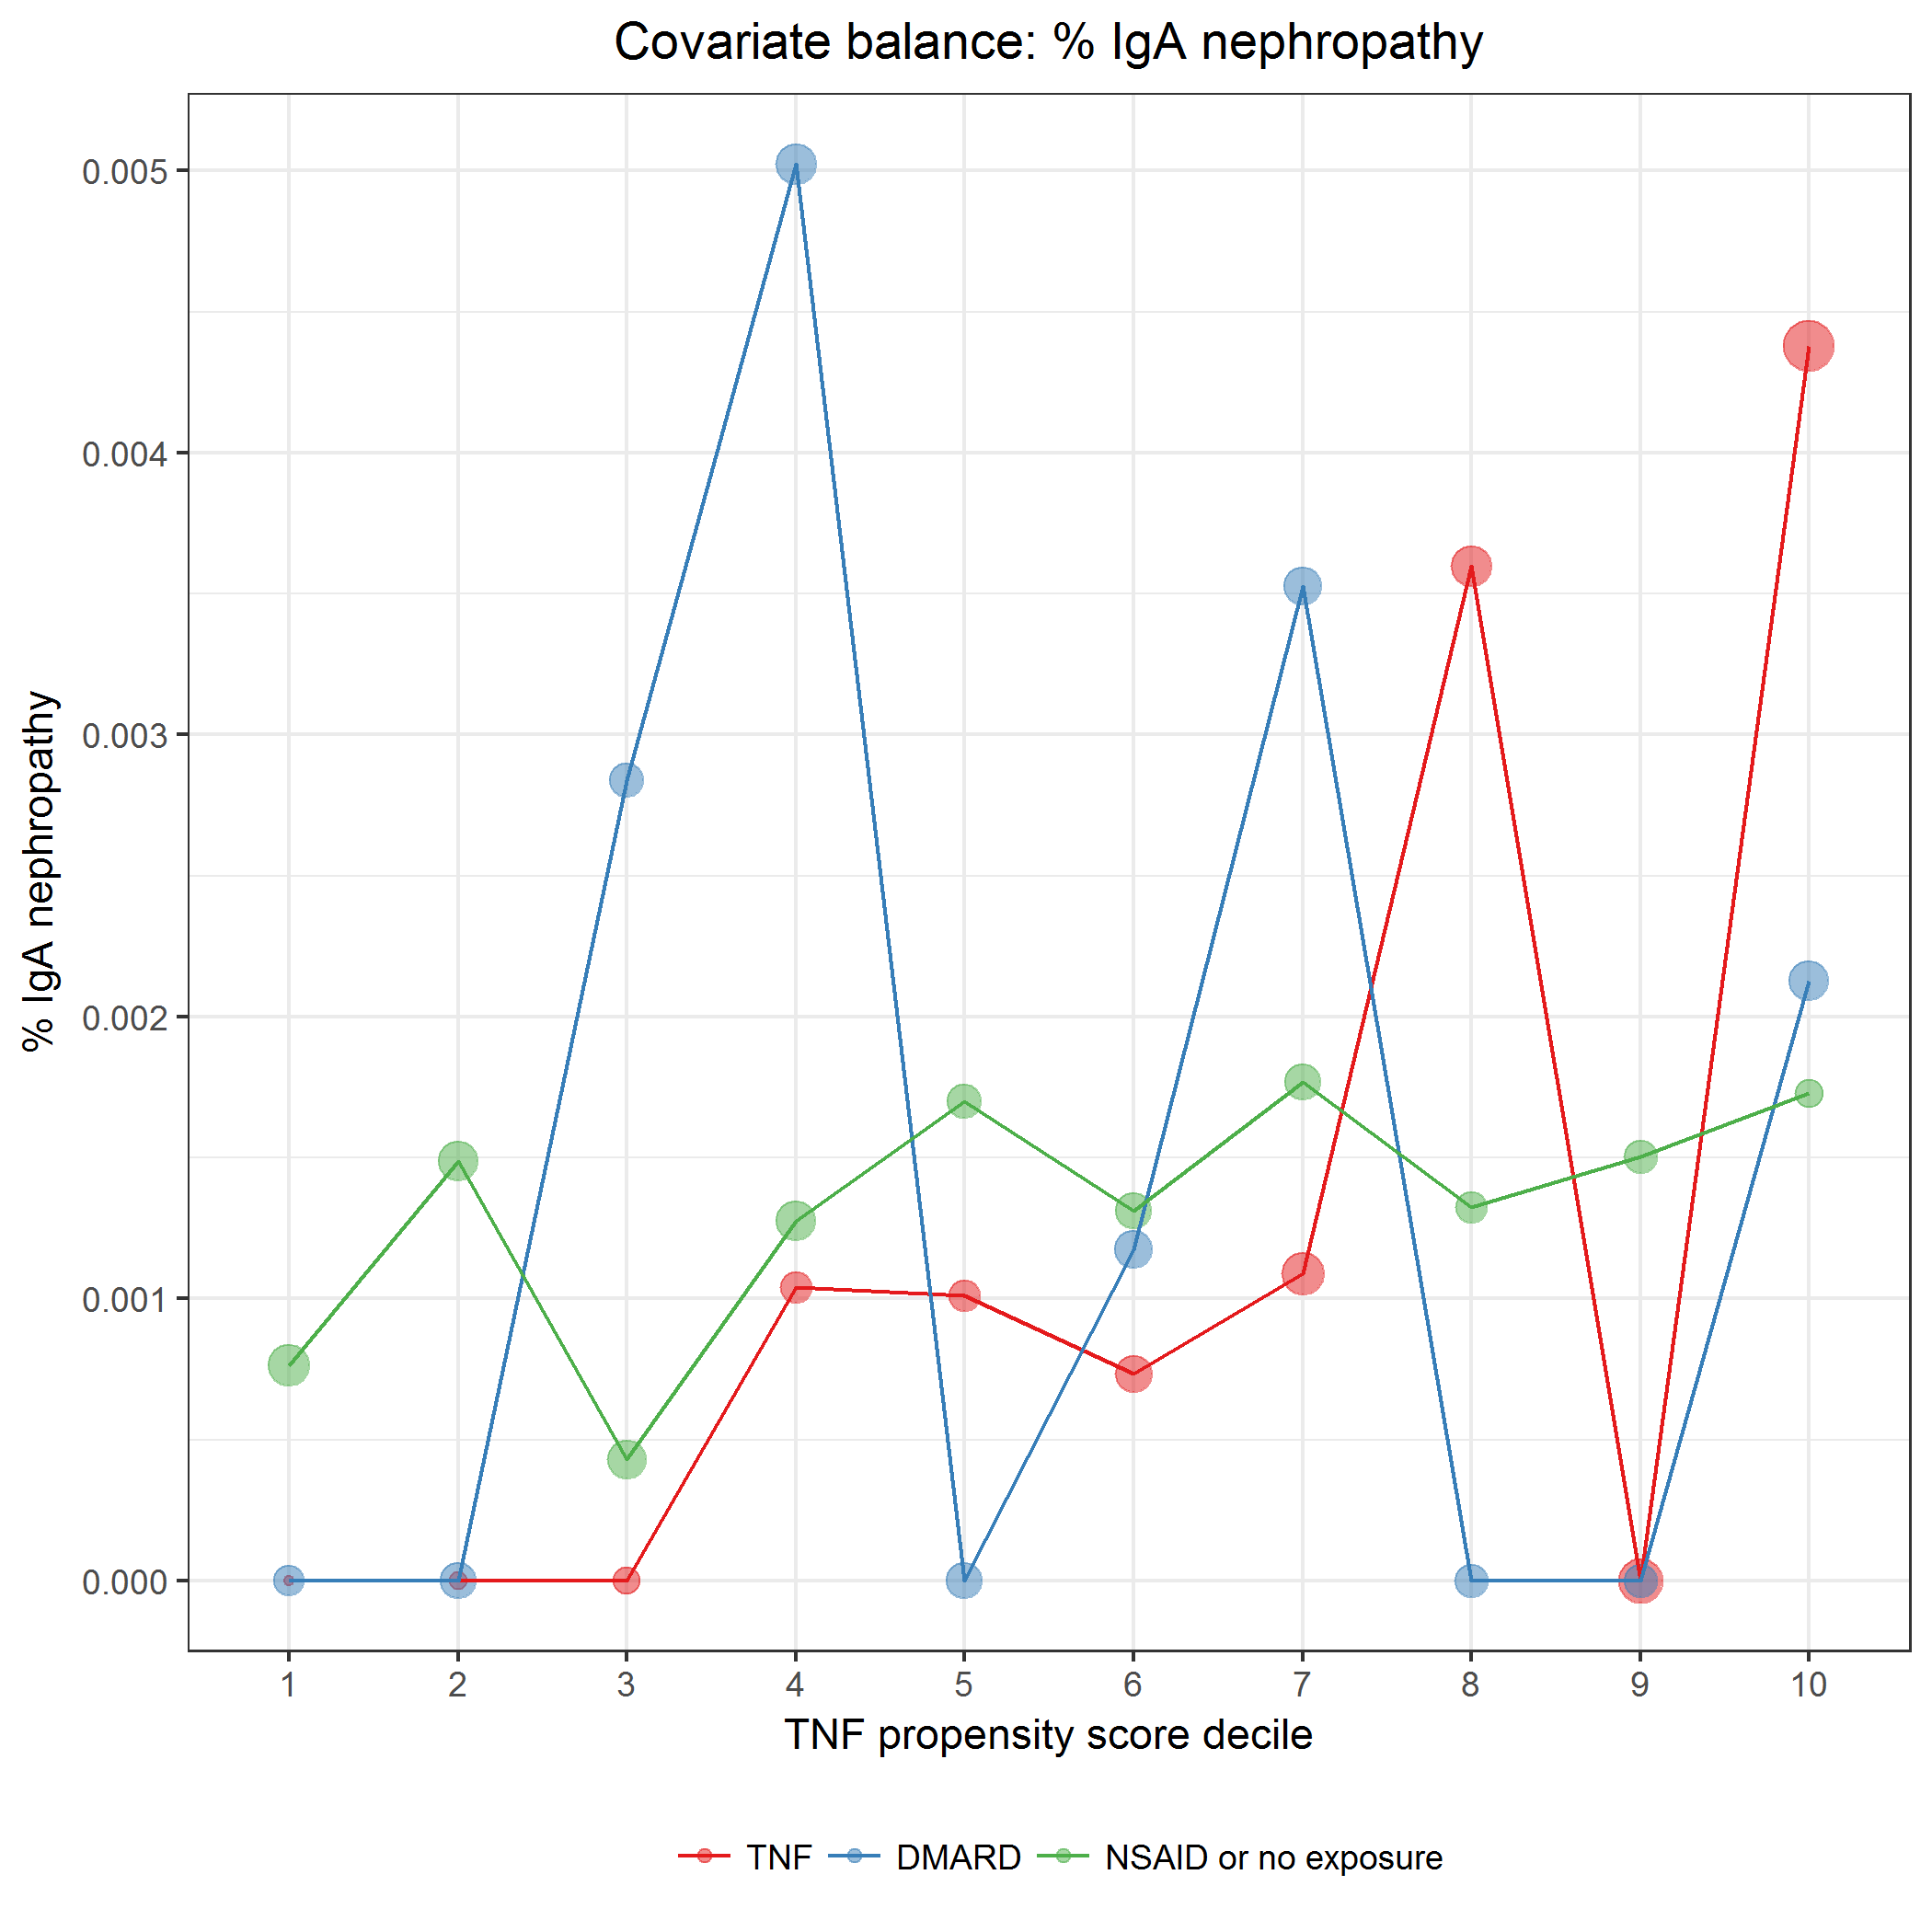 Covariate balance: % IgA nephropathy
% IgA nephropathy
0.005
0.004
0.003
0.002
0.001
0.000
1 2 3 4 5 6 7 8 9 10
TNF propensity score decile
TNF DMARD NSAID or no exposure